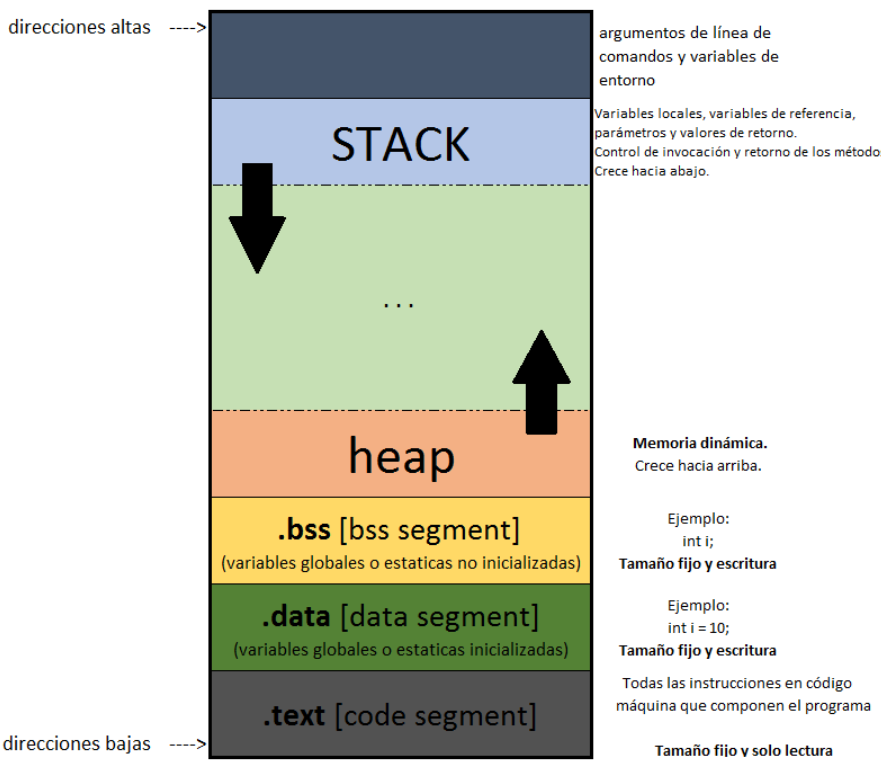 direcciones altas ---->
argumentos de línea de
comandos y variables de
entorno
STACK
Variables locales, variables de referencia,
parámetros y valores de retorno.
Control de invocación y retorno de los método
Crece hacia abajo.
...
heap
Memoria dinámica.
Crece hacia arriba.
.bss [bss segment]
(variables globales o estaticas no inicializadas)
Ejemplo:
int i;
Tamaño fijo y escritura
.data [data segment]
(variables globales o estaticas inicializadas)
Ejemplo:
int i = 10;
Tamaño fijo y escritura
.text [code segment]
Todas las instrucciones en código
máquina que componen el programa
direcciones bajas ---->
Tamaño fijo y solo lectura